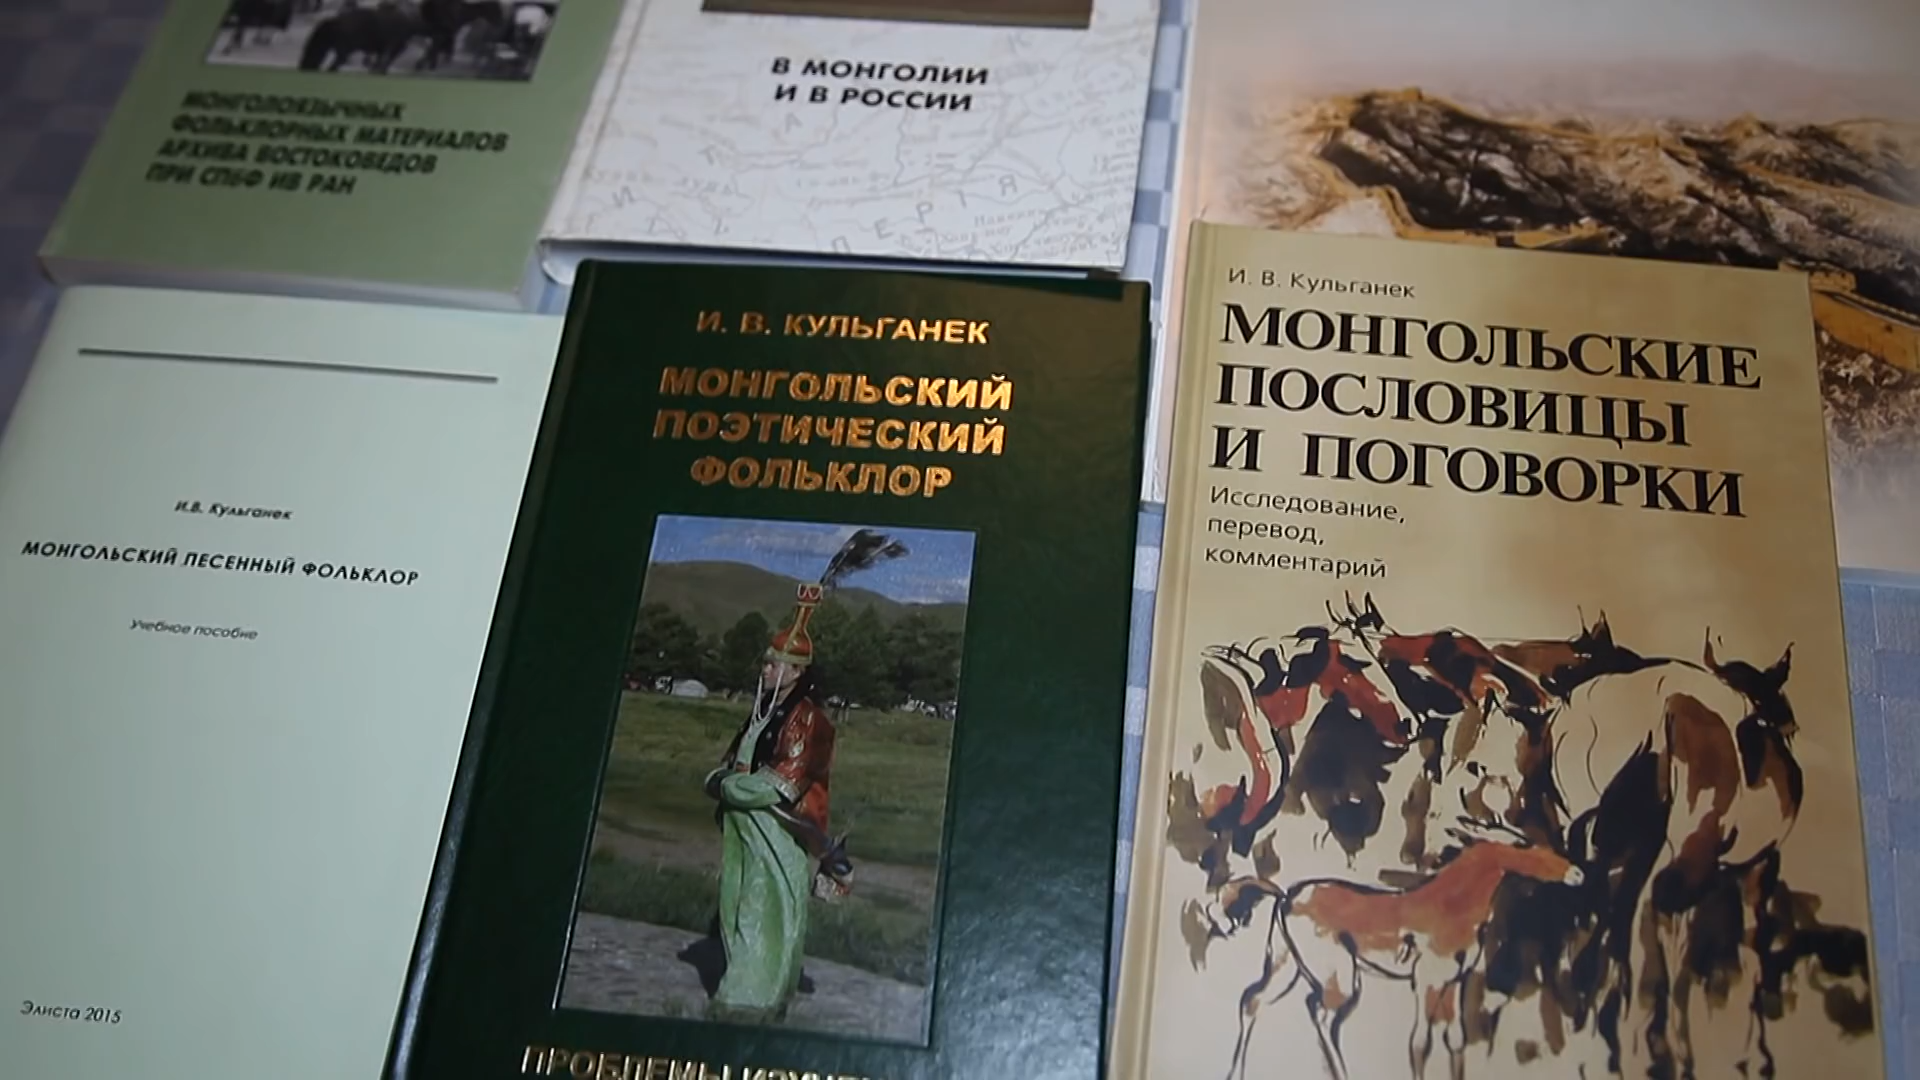 МОНГОЛОЯЗЫЧНЫХ
ФОЛЬКЛОРНЫХ МАТЕРИАЛОВ
АРХИВА ВОСТОКОВЕДОВ
ПРИ СПБФ ИВ РАН
В МОНГОЛИИ
И В РОССИИ
И.В. Кульганек
МОНГОЛЬСКИЙ ПЕСЕННЫЙ ФОЛЬКЛОР
Учебное пособие
Элиста 2015
И. В. КУЛЬГАНЕК
МОНГОЛЬСКИЙ
ПОЭТИЧЕСКИЙ
ФОЛЬКЛОР
ПРОБЛЕМЫ
И. В. Кульганек
МОНГОЛЬСКИЕ
ПОСЛОВИЦЫ
И ПОГОВОРКИ
Исследование,
перевод,
комментарий